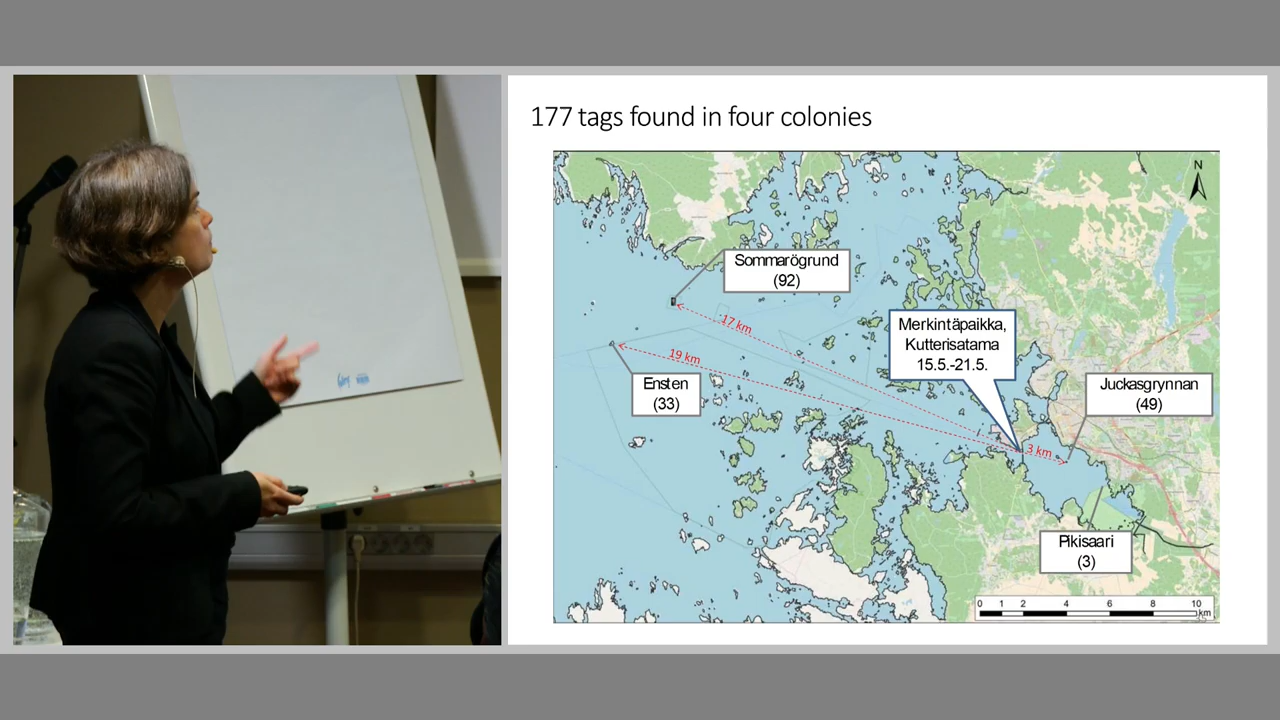 177 tags found in four colonies
N
Sommarögrund
(92)
17 km
Merkintäpaikka,
Kutterisatama
15.5.-21.5.
19 km
Ensten
(33)
Juckasgrynnan
(49)
3 km
Pikisaari
(3)
0 1 2 4 6 8 10
km